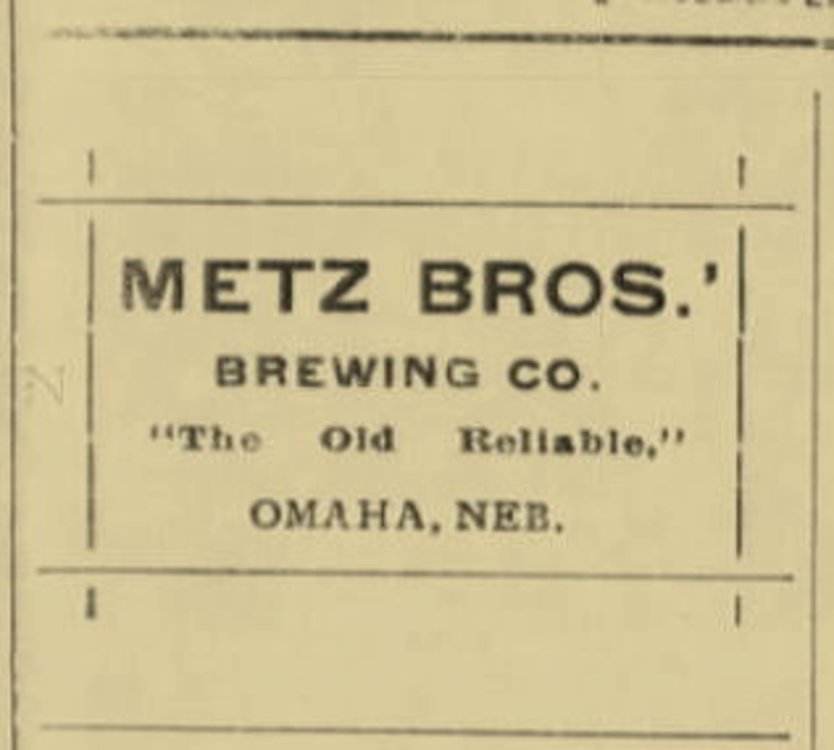 METZ BROS.'
BREWING CO.
"The Old Reliable,"
OMAHA, NEB.